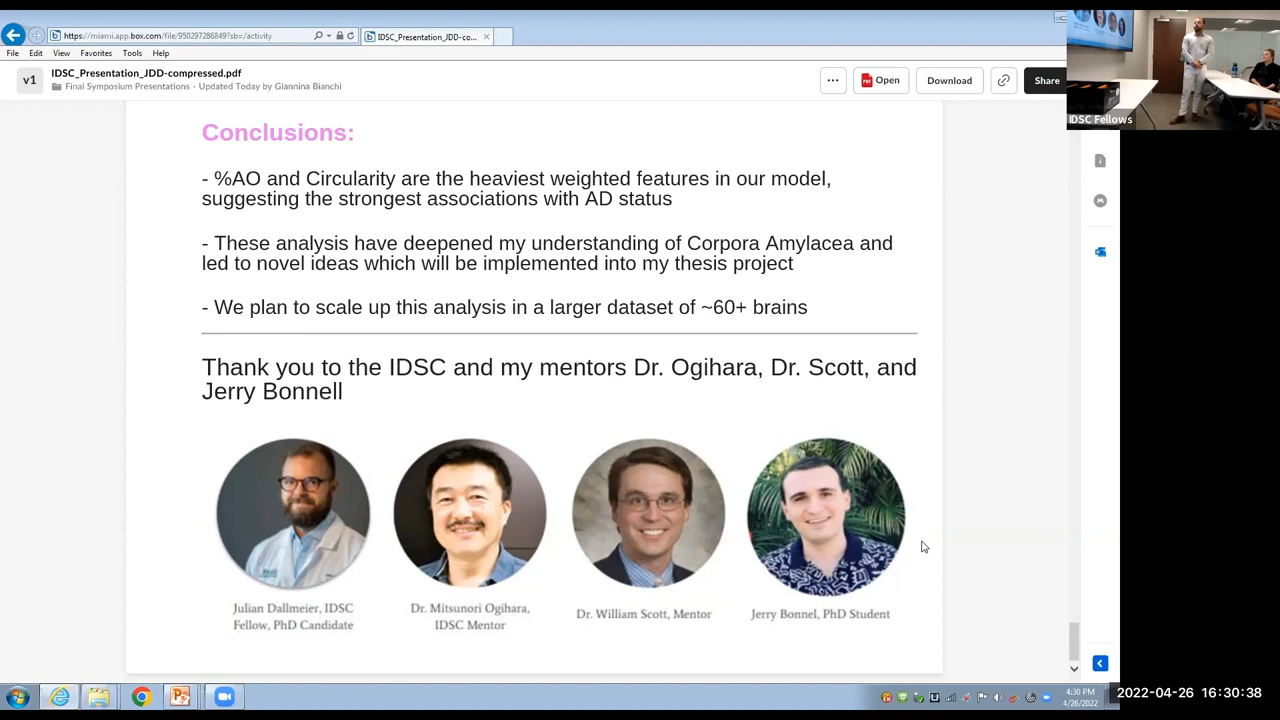 https://miami.app.box.com/file/950297286849?sb=/activity
IDSC_Presentation_JDD-co...
File Edit View Favorites Tools Help
v1
IDSC_Presentation_JDD-compressed.pdf
Final Symposium Presentations - Updated Today by Giannina Bianchi
Open
Download
Share
IDSC Fellows
Conclusions:
- %AO and Circularity are the heaviest weighted features in our model,
suggesting the strongest associations with AD status
- These analysis have deepened my understanding of Corpora Amylacea and
led to novel ideas which will be implemented into my thesis project
- We plan to scale up this analysis in a larger dataset of ~60+ brains
Thank you to the IDSC and my mentors Dr. Ogihara, Dr. Scott, and
Jerry Bonnell
Julian Dallmeier, IDSC
Fellow, PhD Candidate
Dr. Mitsunori Ogihara,
IDSC Mentor
Dr. William Scott, Mentor
Jerry Bonnel, PhD Student
4:30 PM
4/26/2022
2022-04-26 16:30:38